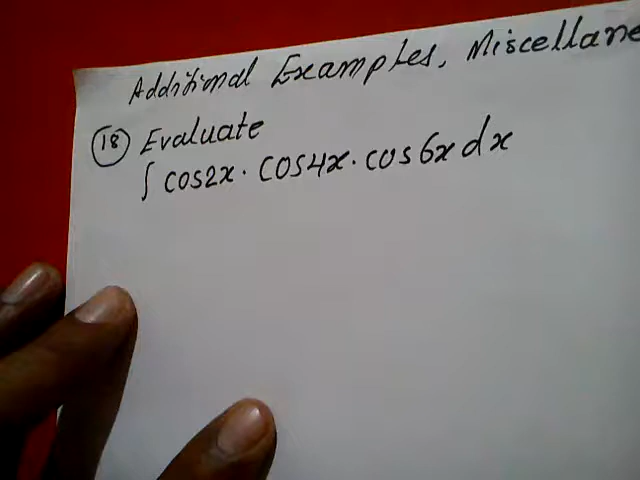 Additional Examples, Miscellane
18 Evaluate
∫ cos2x · cos4x · cos6x dx